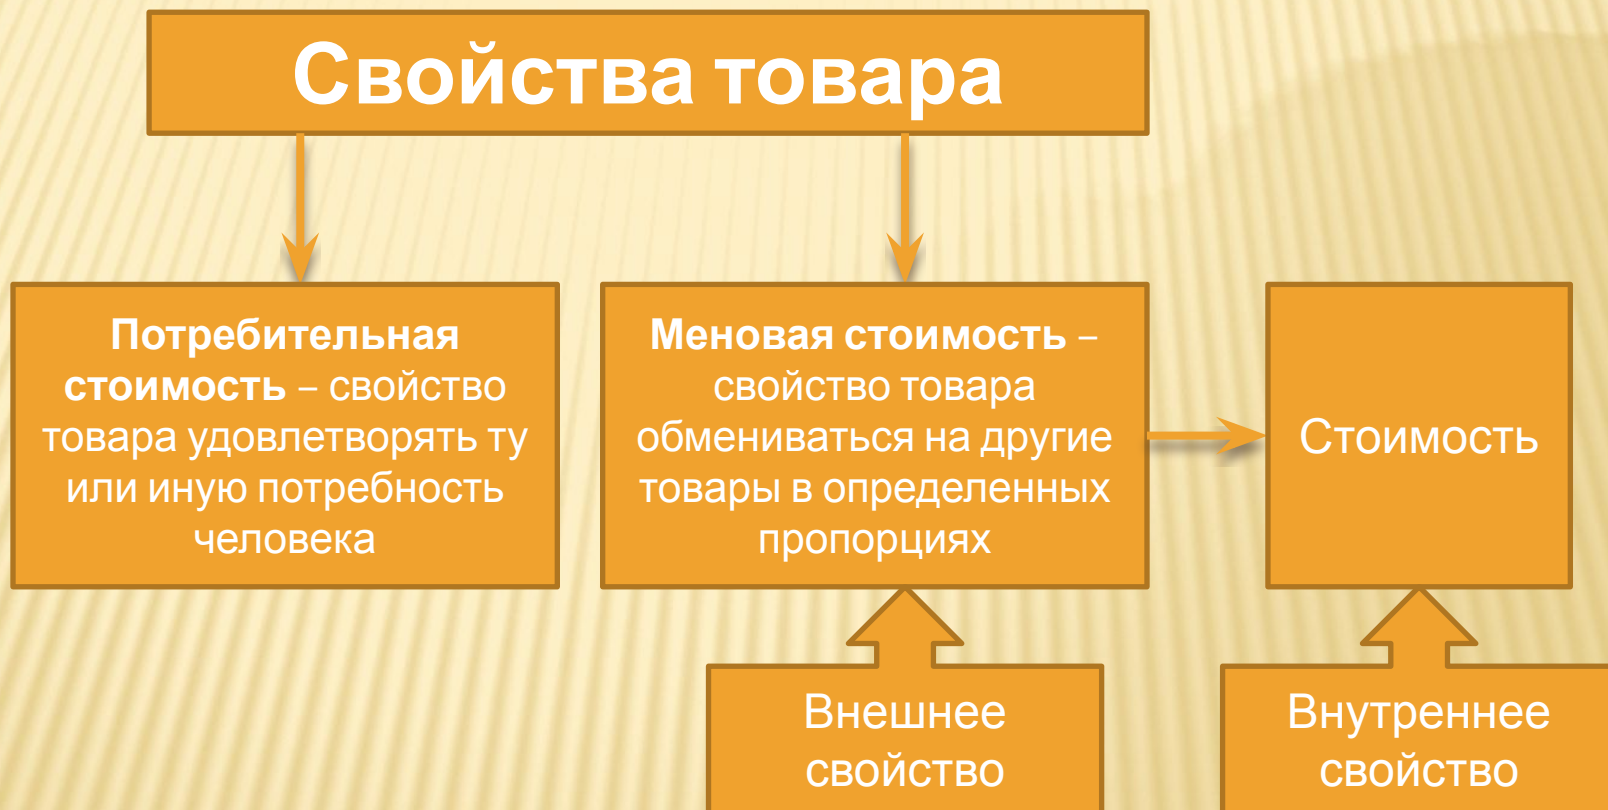 Свойства товара
Потребительная
стоимость – свойство
товара удовлетворять ту
или иную потребность
человека
Меновая стоимость –
свойство товара
обмениваться на другие
товары в определенных
пропорциях
Стоимость
Внешнее
свойство
Внутреннее
свойство